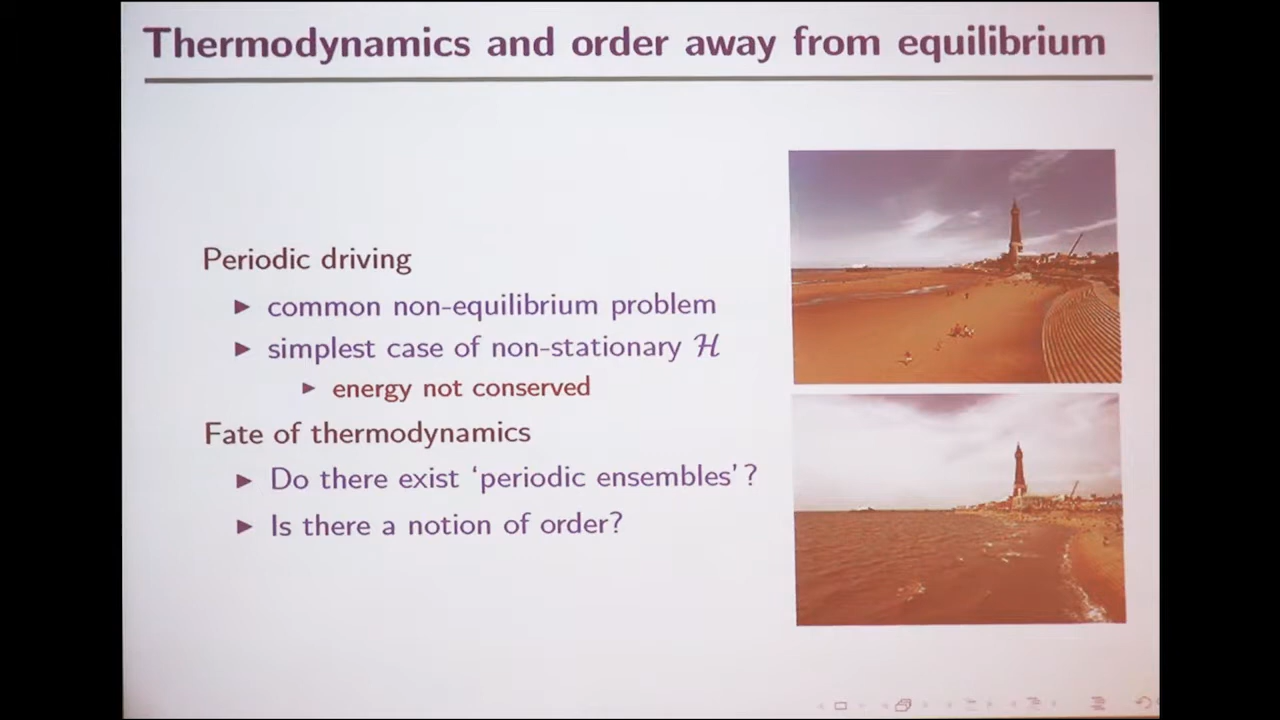 Thermodynamics and order away from equilibrium
Periodic driving
► common non-equilibrium problem
► simplest case of non-stationary ℋ
► energy not conserved
Fate of thermodynamics
► Do there exist ‘periodic ensembles’?
► Is there a notion of order?